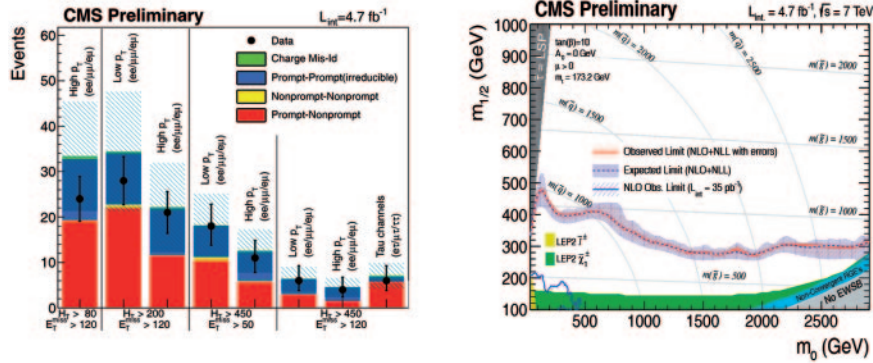 CMS Preliminary
L_int=4.7 fb⁻¹
Events
60
50
40
30
20
10
0
High p_T
(ee/μμ/eμ)
Low p_T
(ee/μμ/eμ)
High p_T
(ee/μμ/eμ)
Low p_T
(ee/μμ/eμ)
High p_T
(ee/μμ/eμ)
Low p_T
(ee/μμ/eμ)
High p_T
(ee/μμ/eμ)
Tau channels
(eτ/μτ/ττ)
Data
Charge Mis-Id
Prompt-Prompt(irreducible)
Nonprompt-Nonprompt
Prompt-Nonprompt
H_T > 80
E_T^miss > 120
H_T > 200
E_T^miss > 120
H_T > 450
E_T^miss > 50
H_T > 450
E_T^miss > 120
CMS Preliminary
L_int. = 4.7 fb⁻¹, √s = 7 TeV
m_1/2 (GeV)
1000
900
800
700
600
500
400
300
200
100
τ̃ = LSP
tan(β)=10
A_0 = 0 GeV
μ > 0
m_t = 173.2 GeV
m(q̃) = 2000
m(q̃) = 2500
m(g̃) = 2000
m(q̃) = 1500
m(g̃) = 1500
Observed Limit (NLO+NLL with errors)
Expected Limit (NLO+NLL)
NLO Obs. Limit (L_int = 35 pb⁻¹)
m(q̃) = 1000
m(g̃) = 1000
LEP2 l̃^±
LEP2 χ̃_1^±
m(g̃) = 500
Non-Convergent RGE's
No EWSB
500
1000
1500
2000
2500
m_0 (GeV)